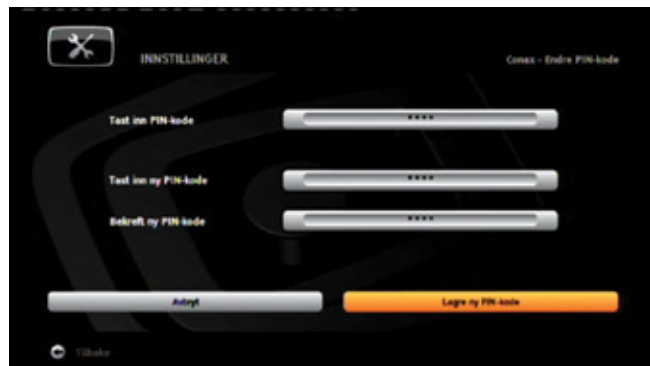 INNSTILLINGER
Conax - Endre PIN-kode
Tast inn PIN-kode
****
Tast inn ny PIN-kode
****
Bekreft ny PIN-kode
****
Avbryt
Lagre ny PIN-kode
Tilbake